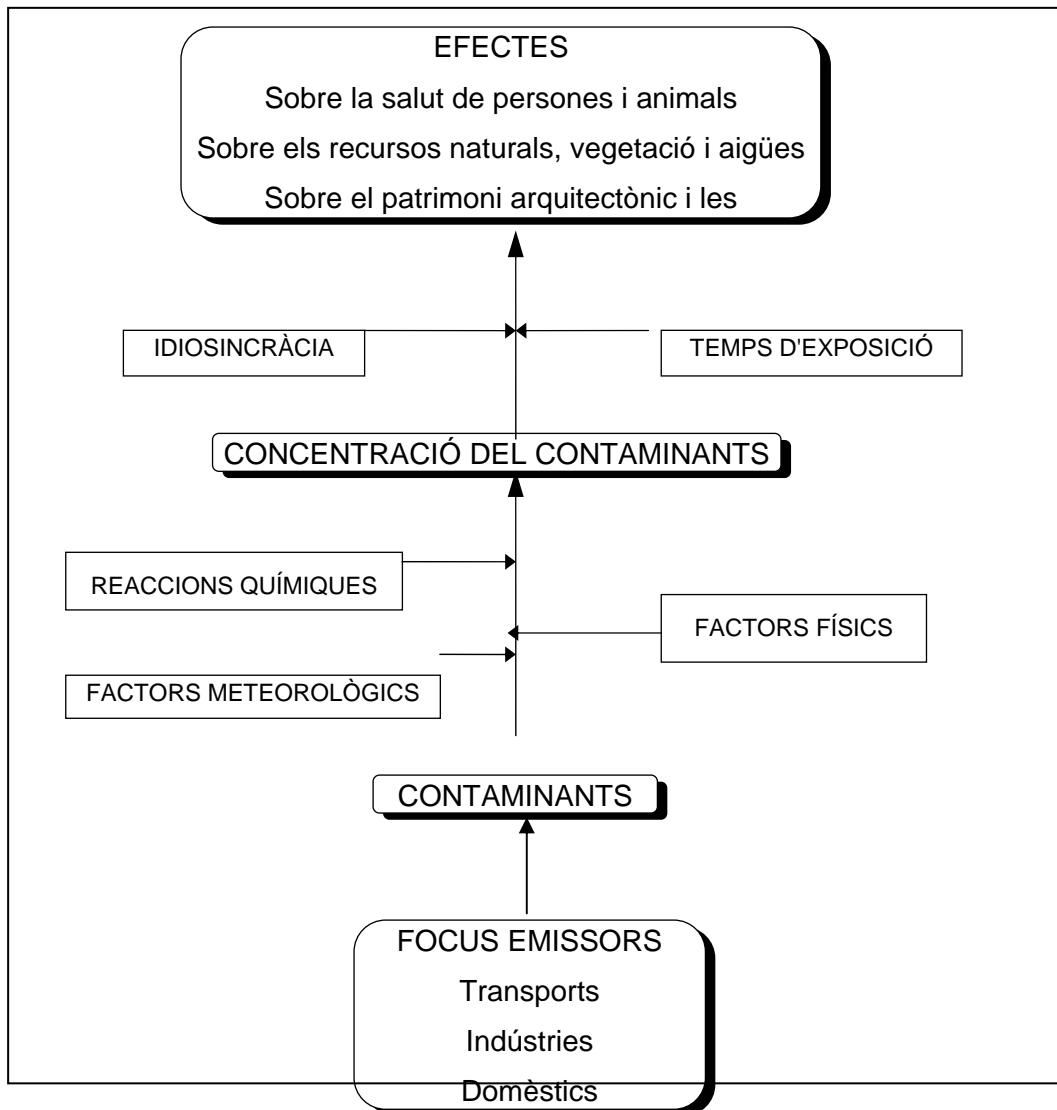 EFECTES
Sobre la salut de persones i animals
Sobre els recursos naturals, vegetació i aigües
Sobre el patrimoni arquitectònic i les
IDIOSINCRÀCIA
TEMPS D'EXPOSICIÓ
CONCENTRACIÓ DEL CONTAMINANTS
REACCIONS QUÍMIQUES
FACTORS FÍSICS
FACTORS METEOROLÒGICS
CONTAMINANTS
FOCUS EMISSORS
Transports
Indústries
Domèstics